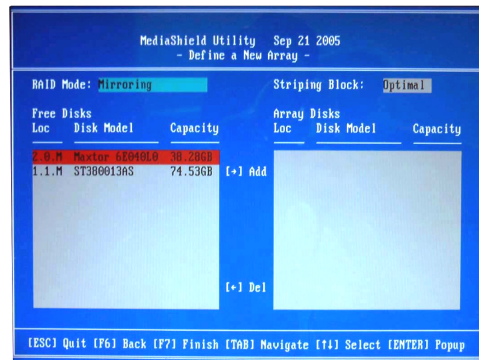 MediaShield Utility Sep 21 2005
- Define a New Array -
RAID Mode: Mirroring Striping Block: Optimal
Free Disks Array Disks
Loc Disk Model Capacity Loc Disk Model Capacity
2.0.M Maxtor 6E040L0 38.28GB
1.1.M ST380013AS 74.53GB [→] Add
[←] Del
[ESC] Quit [F6] Back [F7] Finish [TAB] Navigate [↑↓] Select [ENTER] Popup